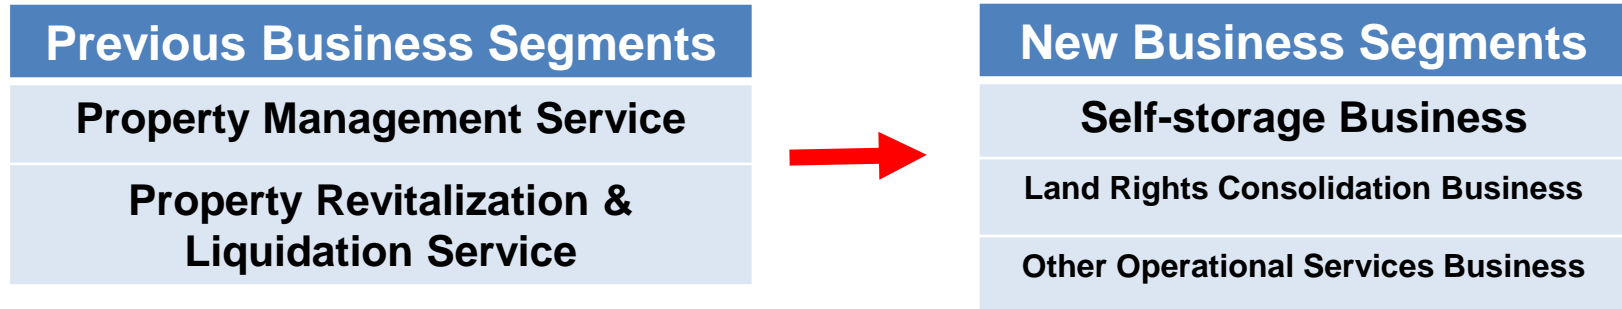 Previous Business Segments
Property Management Service
Property Revitalization &
Liquidation Service
New Business Segments
Self-storage Business
Land Rights Consolidation Business
Other Operational Services Business